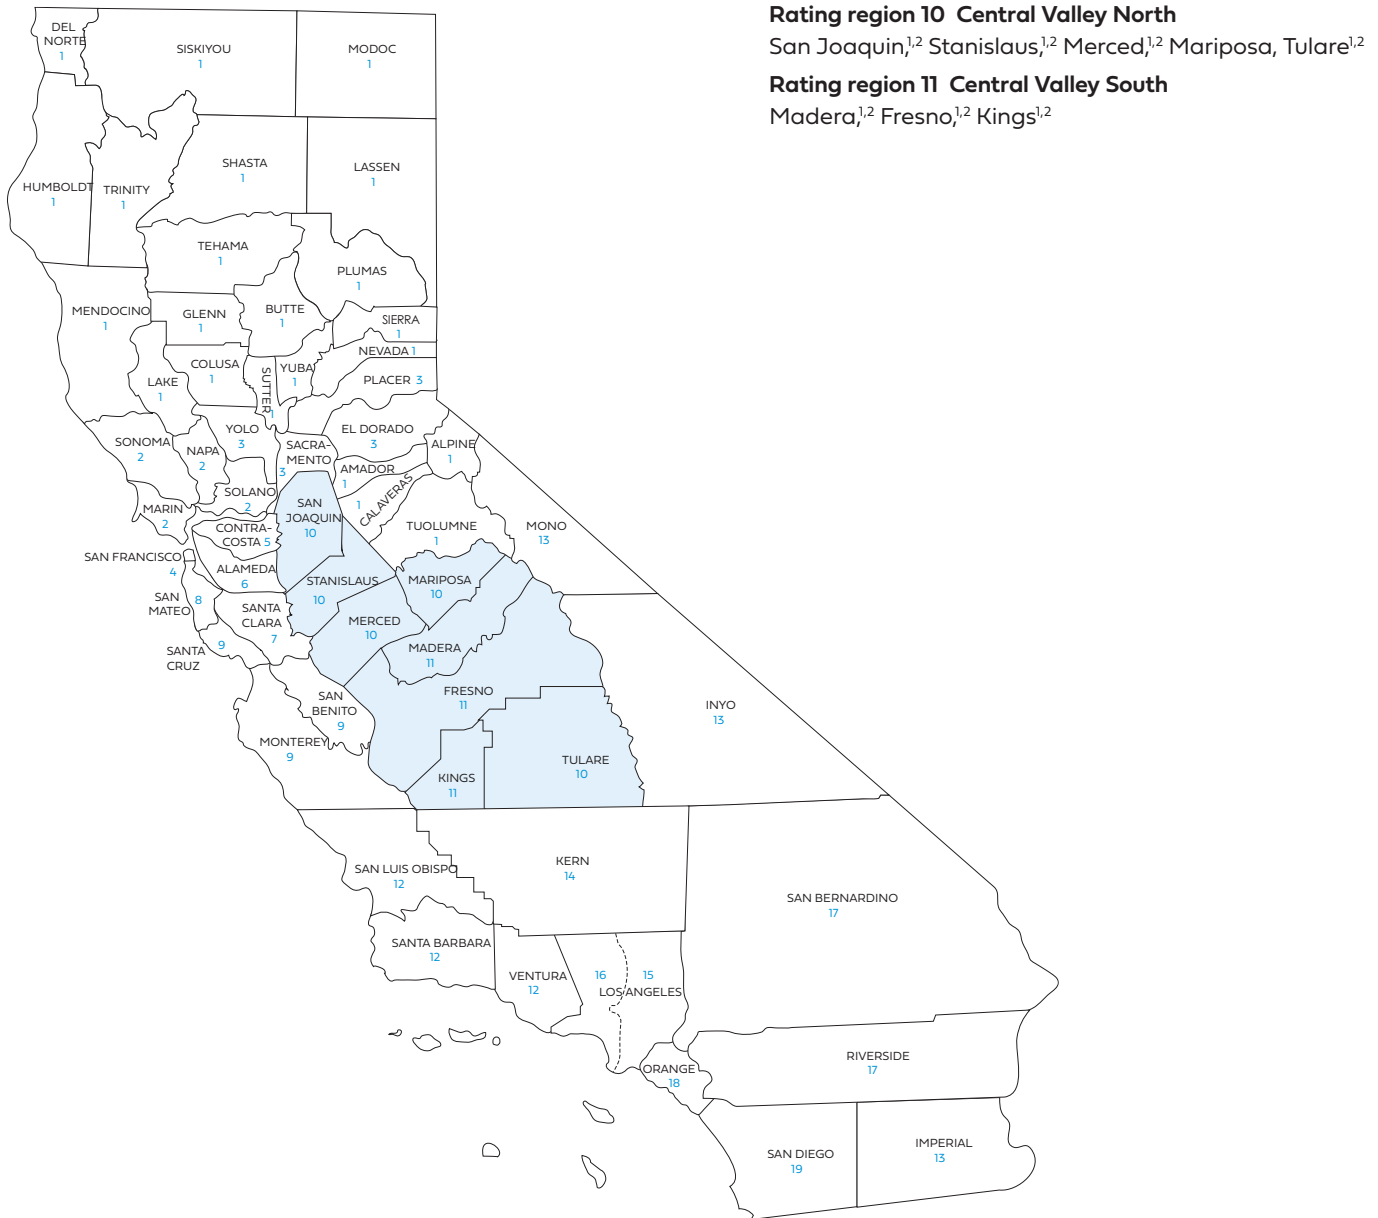 Rating region 10 Central Valley North
San Joaquin,1,2 Stanislaus,1,2 Merced,1,2 Mariposa, Tulare1,2
Rating region 11 Central Valley South
Madera,1,2 Fresno,1,2 Kings1,2
DEL
NORTE
1
SISKIYOU
1
MODOC
1
HUMBOLDT
1
TRINITY
1
SHASTA
1
LASSEN
1
TEHAMA
1
PLUMAS
1
MENDOCINO
1
GLENN
1
BUTTE
1
SIERRA
1
NEVADA 1
COLUSA
1
SUTTER
1
YUBA
1
PLACER 3
LAKE
1
SONOMA
2
NAPA
2
YOLO
3
SACRA-
MENTO
3
EL DORADO
3
ALPINE
1
AMADOR
1
CALAVERAS
1
SOLANO
2
MARIN
2
SAN
JOAQUIN
10
CONTRA-
COSTA 5
TUOLUMNE
1
MONO
13
SAN FRANCISCO
4
ALAMEDA
6
STANISLAUS
10
MARIPOSA
10
SAN
MATEO
8
SANTA
CLARA
7
MERCED
10
MADERA
11
SANTA
CRUZ
9
SAN
BENITO
9
FRESNO
11
INYO
13
MONTEREY
9
KINGS
11
TULARE
10
SAN LUIS OBISPO
12
KERN
14
SAN BERNARDINO
17
SANTA BARBARA
12
VENTURA
12
16
15
LOS ANGELES
ORANGE
18
RIVERSIDE
17
SAN DIEGO
19
IMPERIAL
13